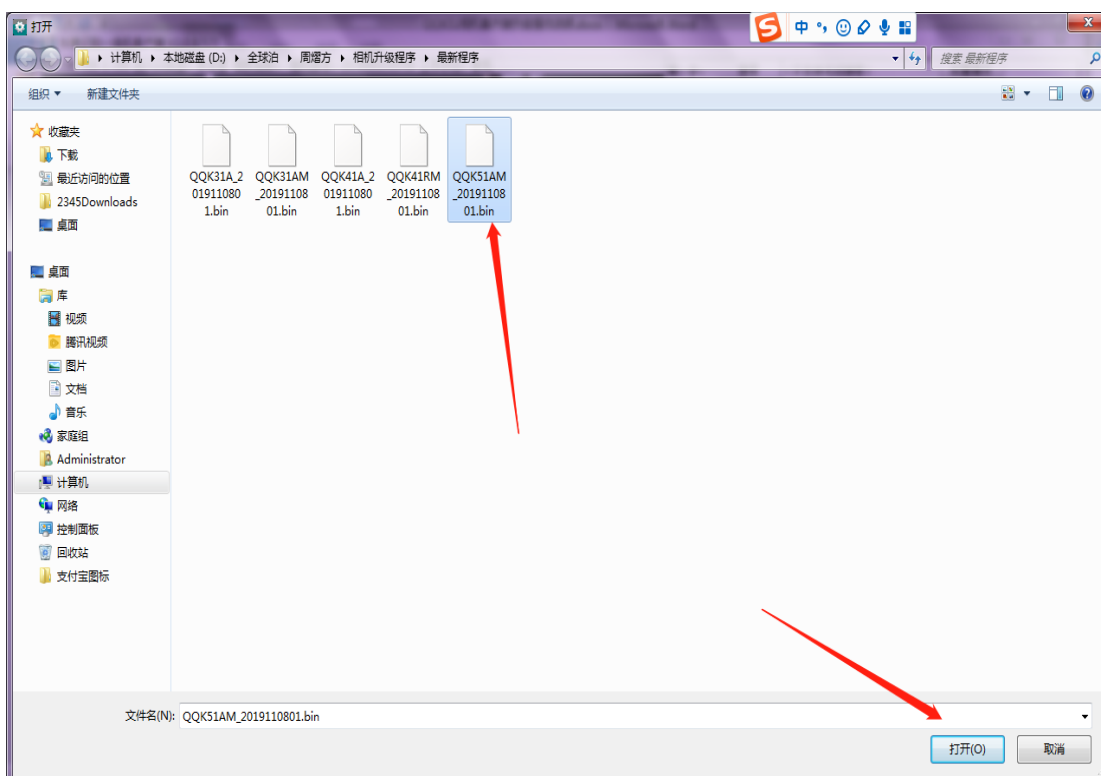 打开
中
计算机 本地磁盘 (D:) 全球泊 周熠方 相机升级程序 最新程序
搜索 最新程序
组织 新建文件夹
收藏夹
下载
最近访问的位置
2345Downloads
桌面
桌面
库
视频
腾讯视频
图片
文档
音乐
家庭组
Administrator
计算机
网络
控制面板
回收站
支付宝图标
QQK31A_2
01911080
1.bin
QQK31AM
_20191108
01.bin
QQK41A_2
01911080
1.bin
QQK41RM
_20191108
01.bin
QQK51AM
_20191108
01.bin
文件名(N): QQK51AM_2019110801.bin
打开(O) 取消